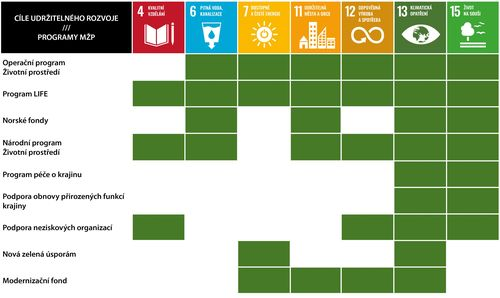 CÍLE UDRŽITELNÉHO ROZVOJE
///
PROGRAMY MŽP
4 KVALITNÍ
VZDĚLÁNÍ
6 PITNÁ VODA,
KANALIZACE
7 DOSTUPNÉ
A ČISTÉ ENERGIE
11 UDRŽITELNÁ
MĚSTA A OBCE
12 ODPOVĚDNÁ
VÝROBA
A SPOTŘEBA
13 KLIMATICKÁ
OPATŘENÍ
15 ŽIVOT
NA SOUŠI
Operační program
Životní prostředí
Program LIFE
Norské fondy
Národní program
Životní prostředí
Program péče o krajinu
Podpora obnovy přirozených funkcí
krajiny
Podpora neziskových organizací
Nová zelená úsporám
Modernizační fond